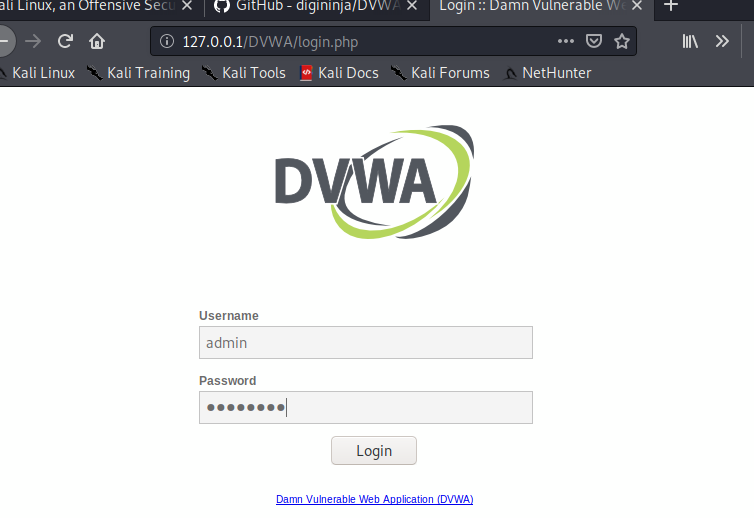 ali Linux, an Offensive Secu
GitHub - digininja/DVWA
Login :: Damn Vulnerable We
127.0.0.1/DVWA/login.php
Kali Linux
Kali Training
Kali Tools
Kali Docs
Kali Forums
NetHunter
DVWA
Username
admin
Password
●●●●●●●●
Login
Damn Vulnerable Web Application (DVWA)